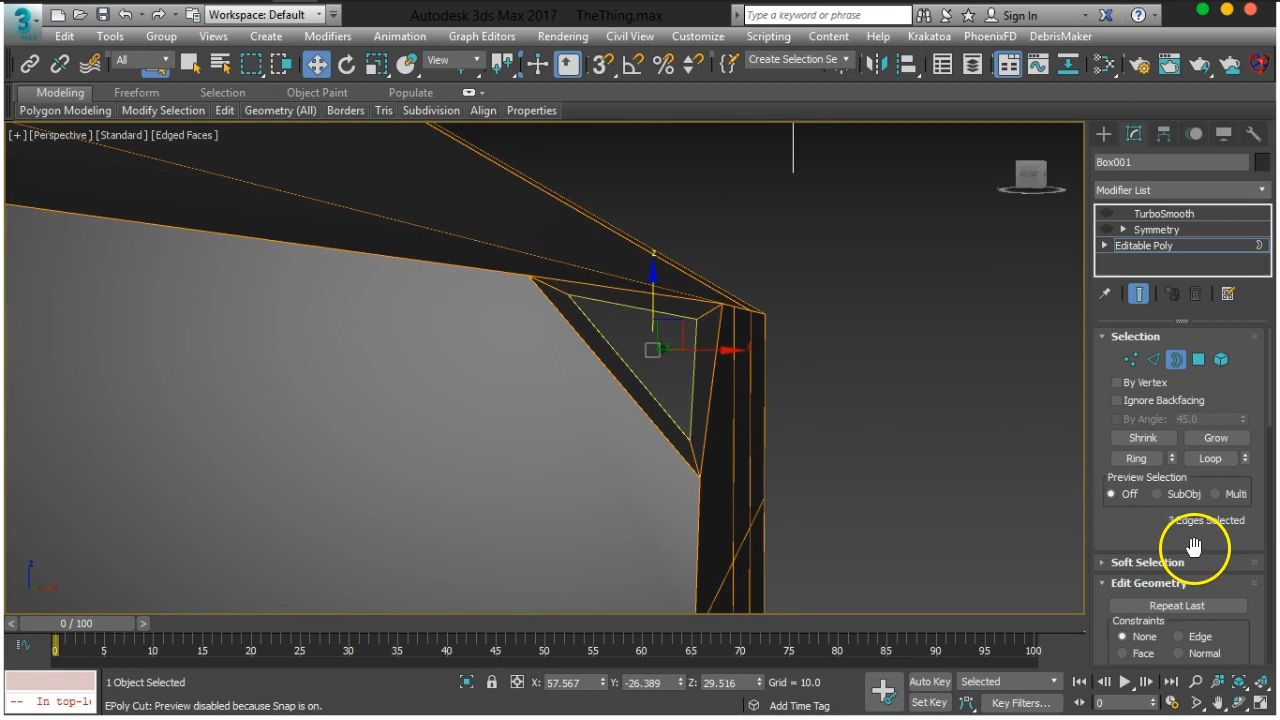 3
MAX
Workspace: Default
Autodesk 3ds Max 2017 TheThing.max
Type a keyword or phrase
Sign In
Edit Tools Group Views Create Modifiers Animation Graph Editors Rendering Civil View Customize Scripting Content Help Krakatoa PhoenixFD DebrisMaker
All
View
Create Selection Se
Modeling Freeform Selection Object Paint Populate
Polygon Modeling Modify Selection Edit Geometry (All) Borders Tris Loops Subdivision Align Properties
[+] [Perspective] [Standard] [Edged Faces]
FRONT
z
x
y
z
x
Box001
Modifier List
TurboSmooth
Symmetry
Editable Poly
Selection
By Vertex
Ignore Backfacing
By Angle: 45.0
Shrink Grow
Ring Loop
Preview Selection
Off SubObj Multi
3 Edges Selected
Soft Selection
Edit Geometry
Repeat Last
Constraints
None Edge
Face Normal
0 / 100
0 5 10 15 20 25 30 35 40 45 50 55 60 65 70 75 80 85 90 95 100
1 Object Selected
X: 57.567 Y: -26.389 Z: 29.516 Grid = 10.0
Auto Key Selected
Set Key Key Filters...
0
-- In top-le
EPoly Cut: Preview disabled because Snap is on.
Add Time Tag